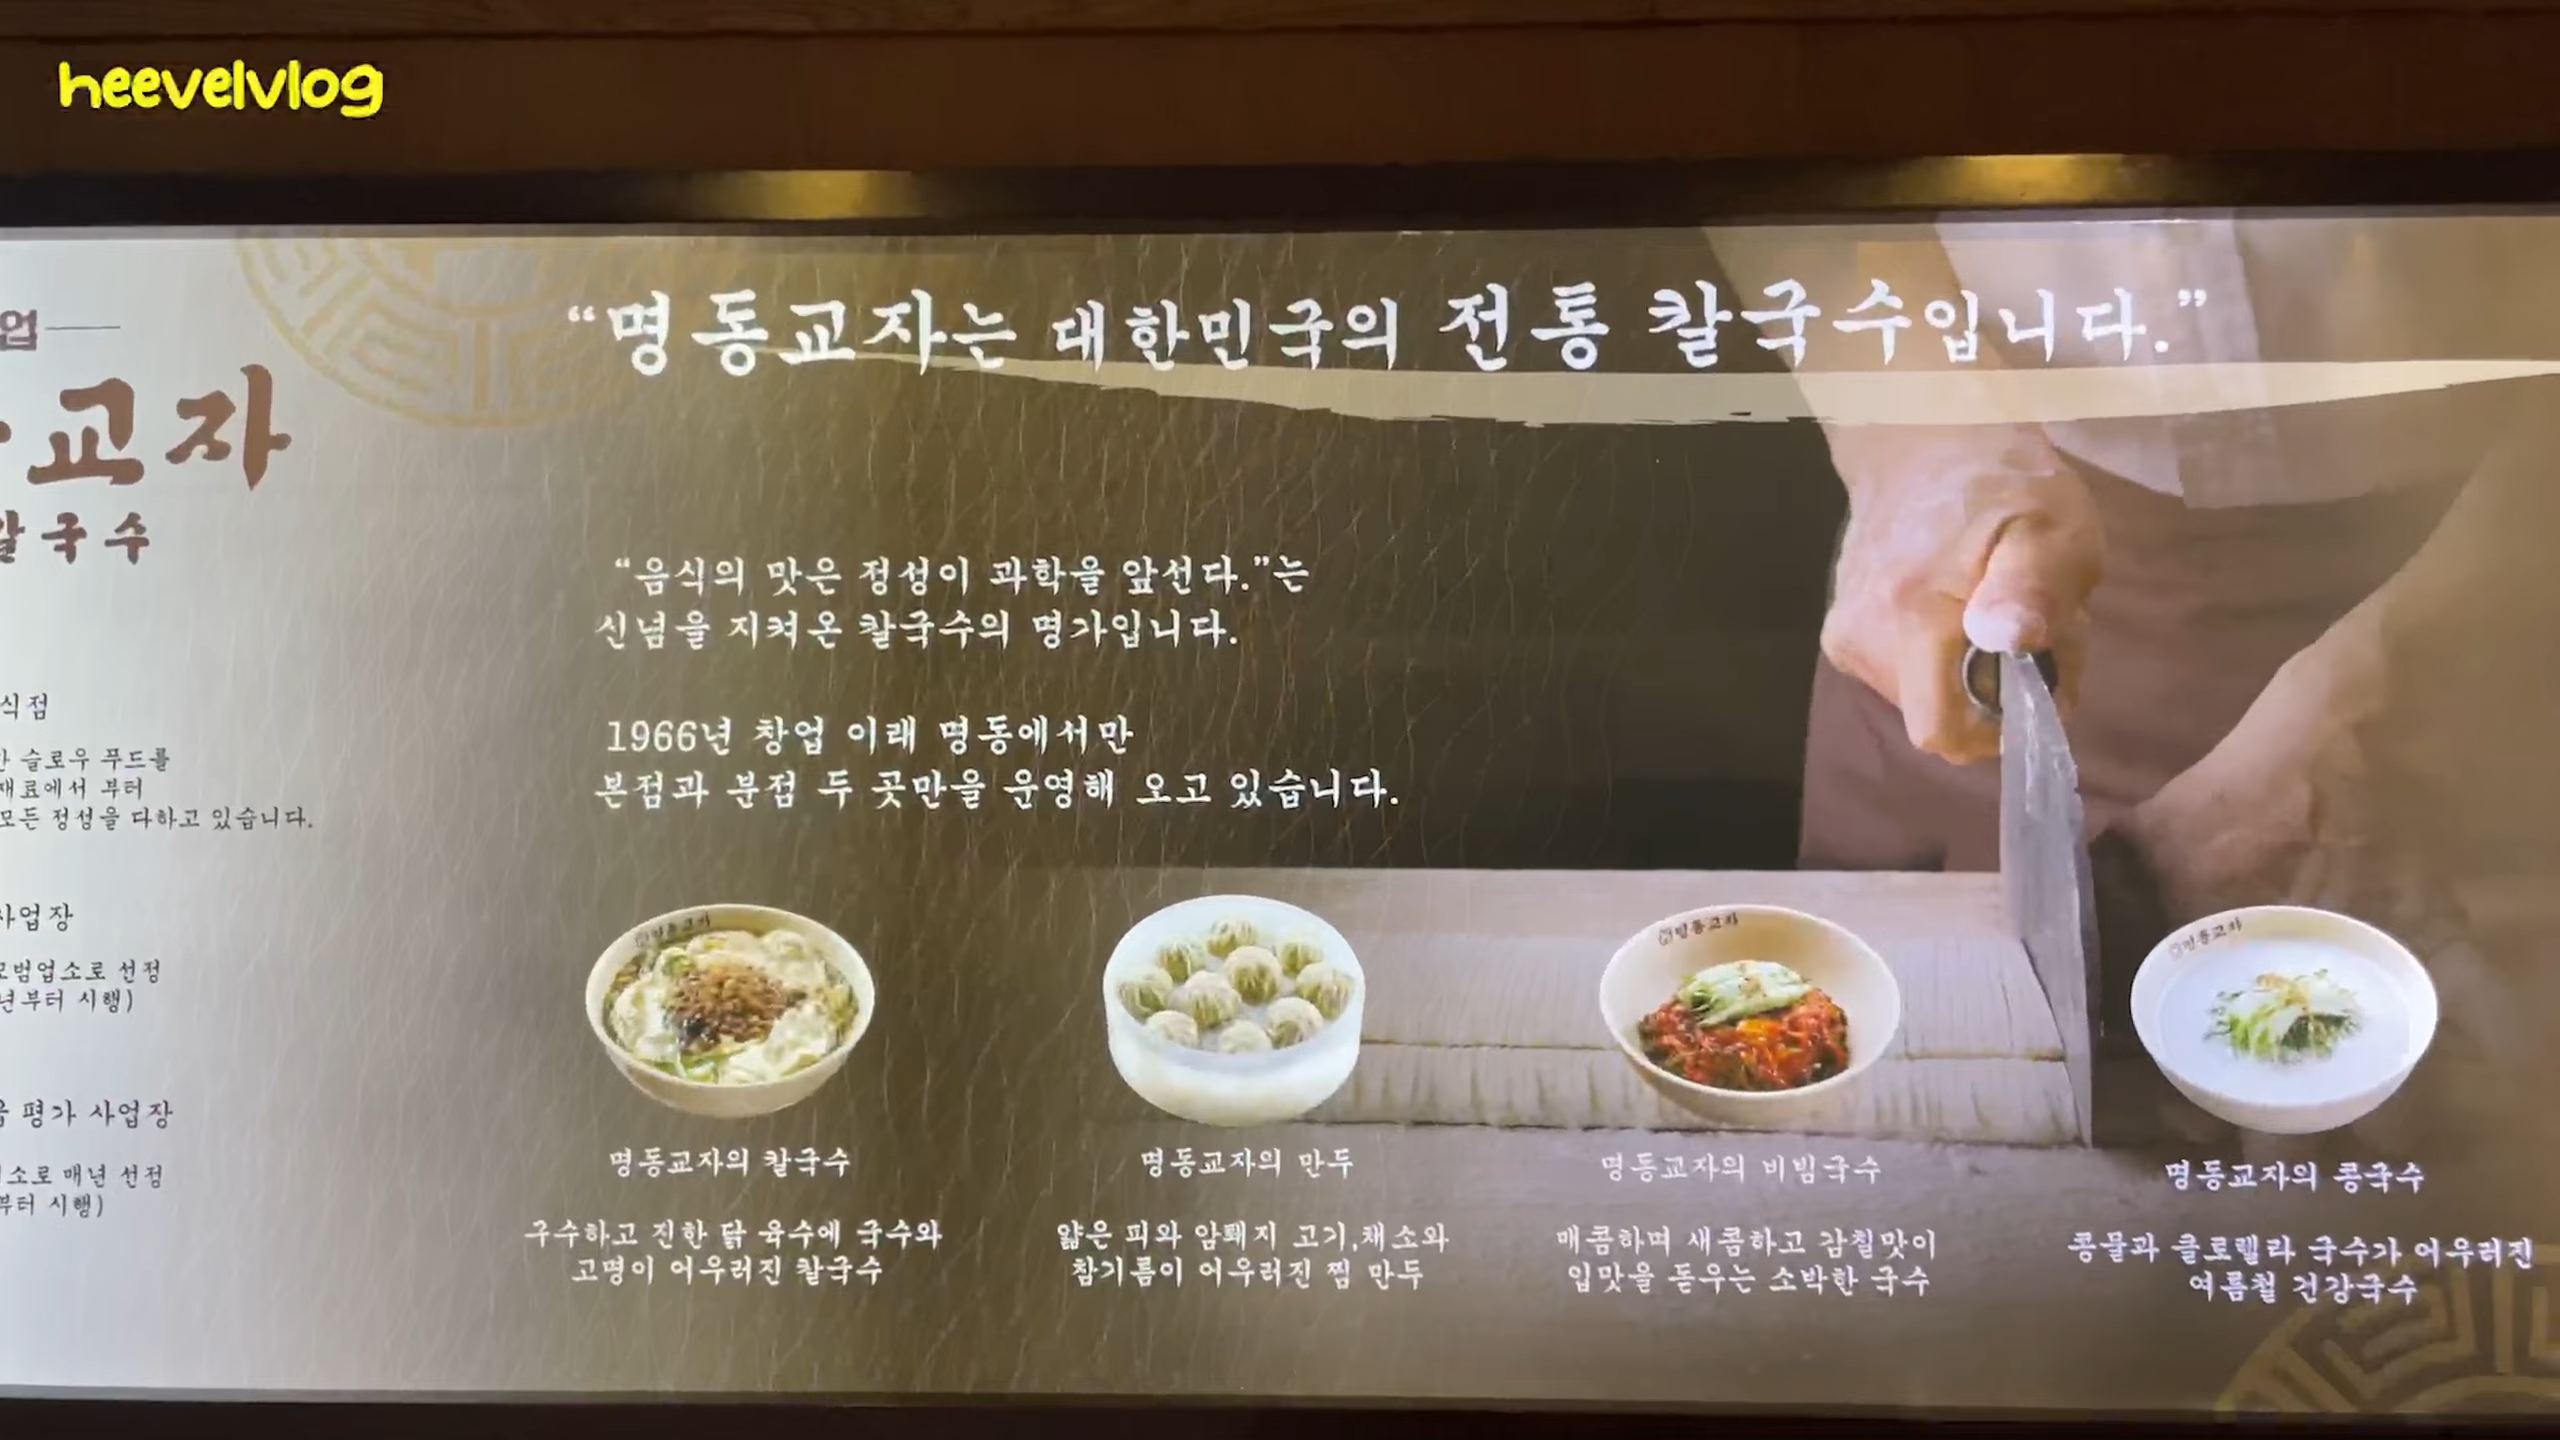 heevelvlog
업
교자
칼국수
식점
슬로우 푸드를
재료에서 부터
모든 정성을 다하고 있습니다.
사업장
모범업소로 선정
년부터 시행)
평가 사업장
소로 매년 선정
부터 시행)
“명동교자는 대한민국의 전통 칼국수입니다.”
“음식의 맛은 정성이 과학을 앞선다.”는
신념을 지켜온 칼국수의 명가입니다.
1966년 창업 이래 명동에서만
본점과 분점 두 곳만을 운영해 오고 있습니다.
명동교자
명동교자
명동교자
명동교자의 칼국수
구수하고 진한 닭 육수에 국수와
고명이 어우러진 칼국수
명동교자의 만두
얇은 피와 암퇘지 고기,채소와
참기름이 어우러진 찜 만두
명동교자의 비빔국수
매콤하며 새콤하고 감칠맛이
입맛을 돋우는 소박한 국수
명동교자의 콩국수
콩물과 클로렐라 국수가 어우러진
여름철 건강국수